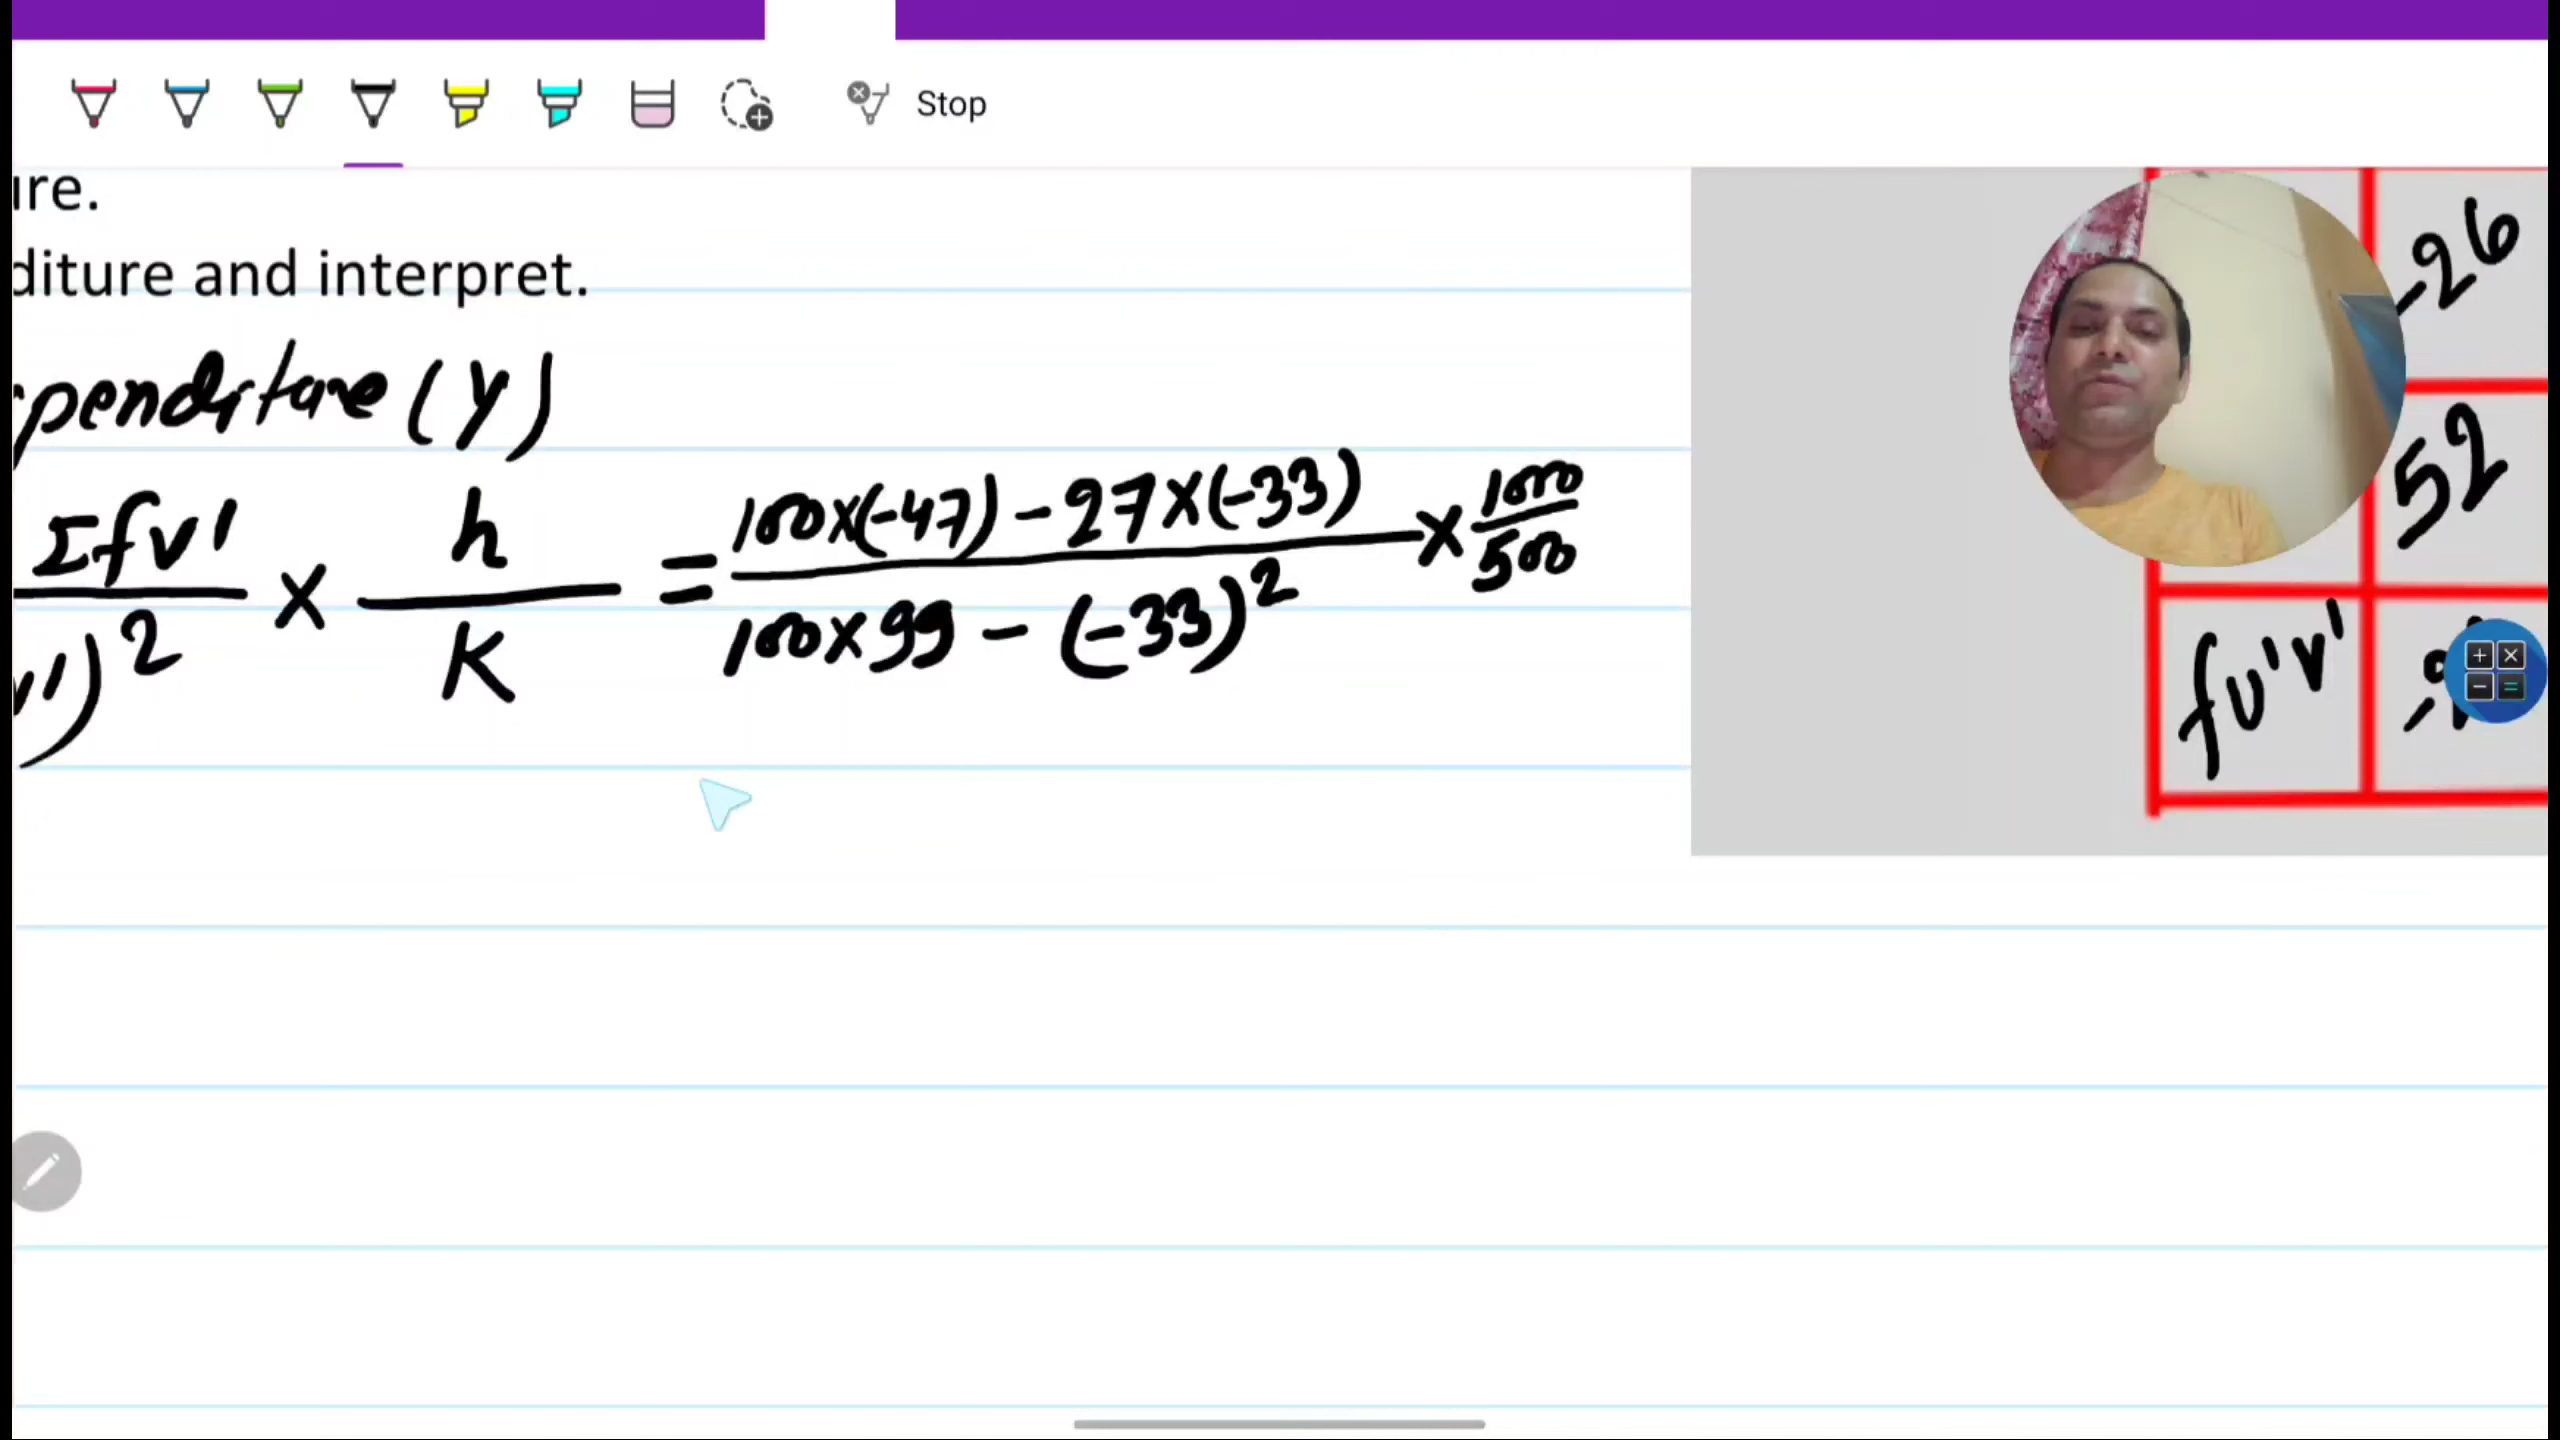 Stop
ure.
diture and interpret.
penditure (y)
Σfv' × h = 100×(-47) - 27×(-33) × 1000
v')² K 100×99 - (-33)² 500
-26
52
fu'v'